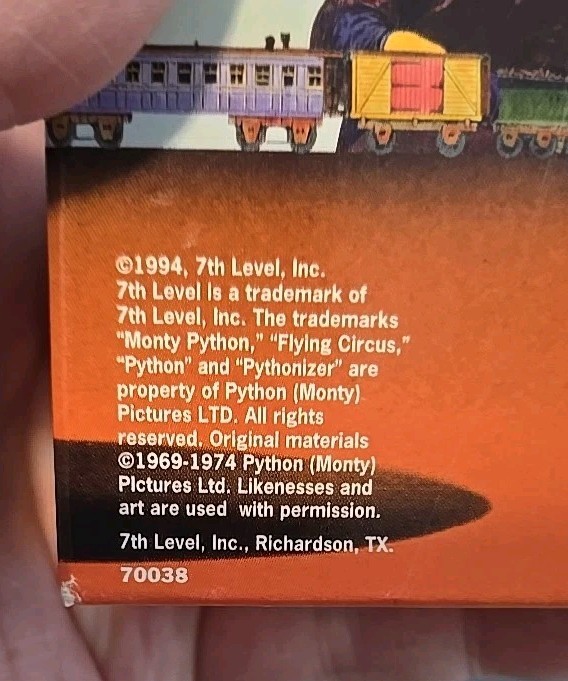 ©1994, 7th Level, Inc.
7th Level is a trademark of
7th Level, Inc. The trademarks
"Monty Python," "Flying Circus,"
"Python" and "Pythonizer" are
property of Python (Monty)
Pictures LTD. All rights
reserved. Original materials
©1969-1974 Python (Monty)
Pictures Ltd. Likenesses and
art are used with permission.
7th Level, Inc., Richardson, TX.
70038